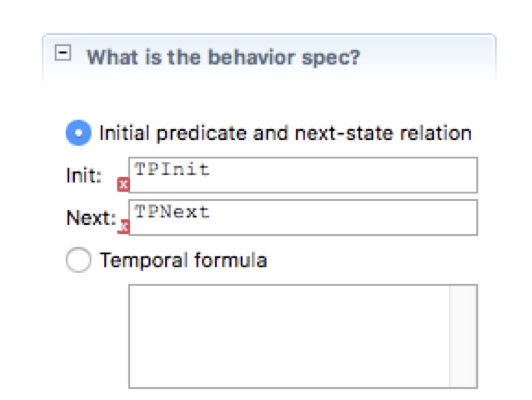 What is the behavior spec?
Initial predicate and next-state relation
Init: TPInit
Next: TPNext
Temporal formula